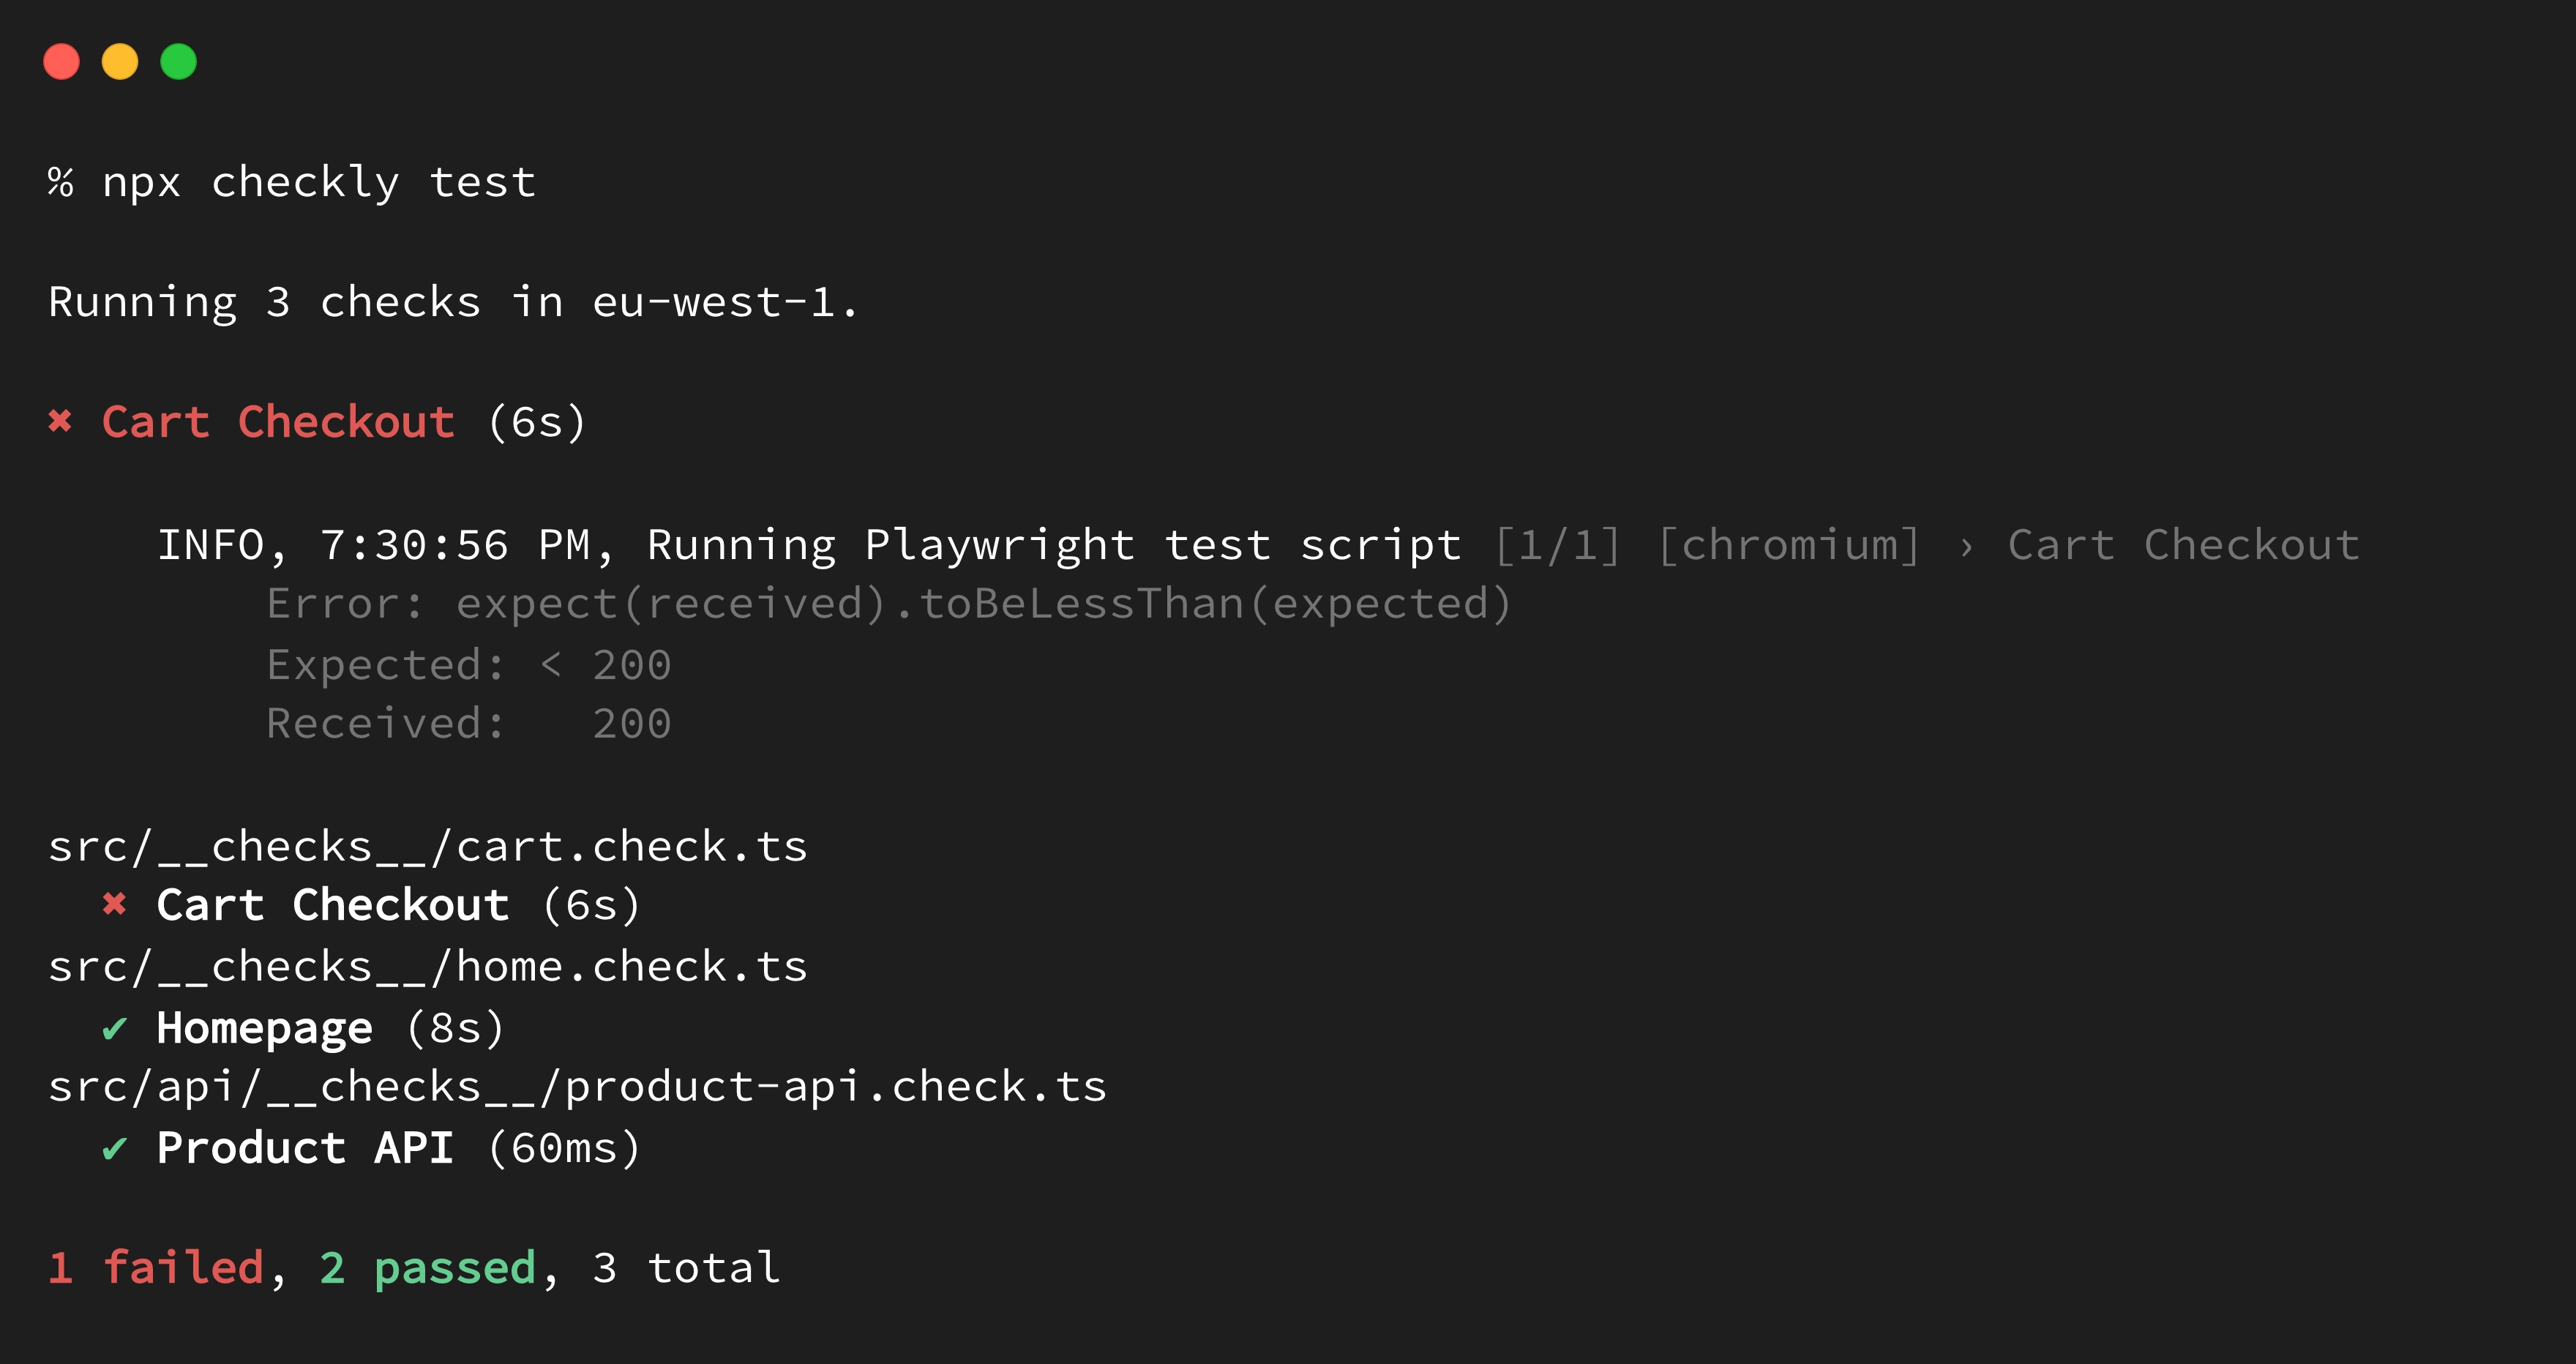 % npx checkly test
Running 3 checks in eu-west-1.
✖ Cart Checkout (6s)
INFO, 7:30:56 PM, Running Playwright test script [1/1] [chromium] › Cart Checkout
Error: expect(received).toBeLessThan(expected)
Expected: < 200
Received:   200
src/__checks__/cart.check.ts
✖ Cart Checkout (6s)
src/__checks__/home.check.ts
✔ Homepage (8s)
src/api/__checks__/product-api.check.ts
✔ Product API (60ms)
1 failed, 2 passed, 3 total